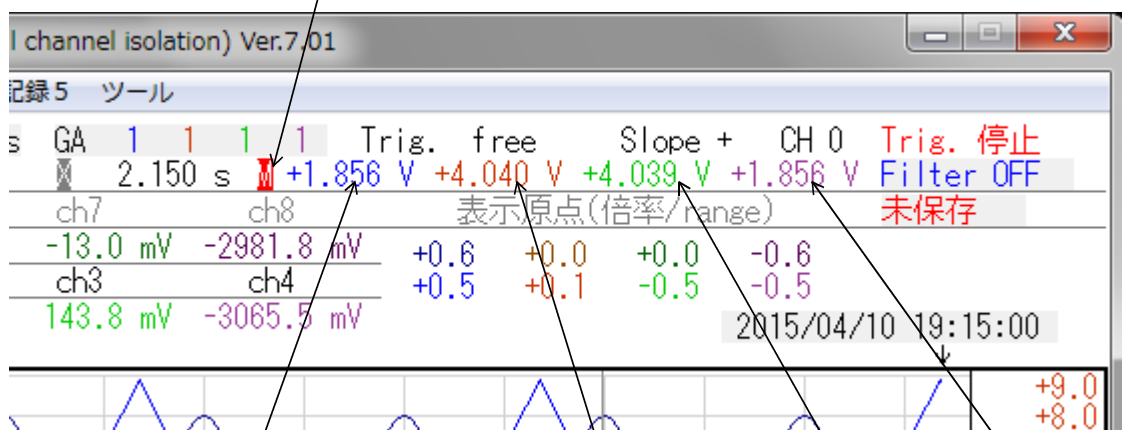 l channel isolation) Ver.7.01
記録5 ツール
s GA 1 1 1 1 Trig. free Slope + CH 0 Trig. 停止
2.150 s M +1.856 V +4.040 V +4.039 V +1.856 V Filter OFF
ch7 ch8 表示原点(倍率/range) 未保存
-13.0 mV -2981.8 mV +0.6 +0.0 +0.0 -0.6
ch3 ch4 +0.5 +0.1 -0.5 -0.5
143.8 mV -3065.5 mV
2015/04/10 19:15:00
+9.0
+8.0